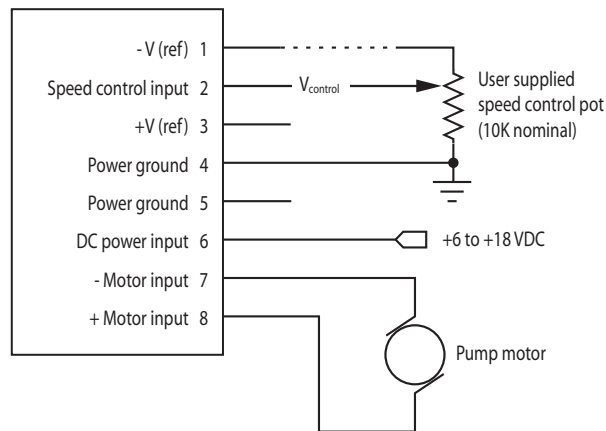 - V (ref) 1
Speed control input 2
+V (ref) 3
Power ground 4
Power ground 5
DC power input 6
- Motor input 7
+ Motor input 8
Vcontrol
User supplied
speed control pot
(10K nominal)
+6 to +18 VDC
Pump motor